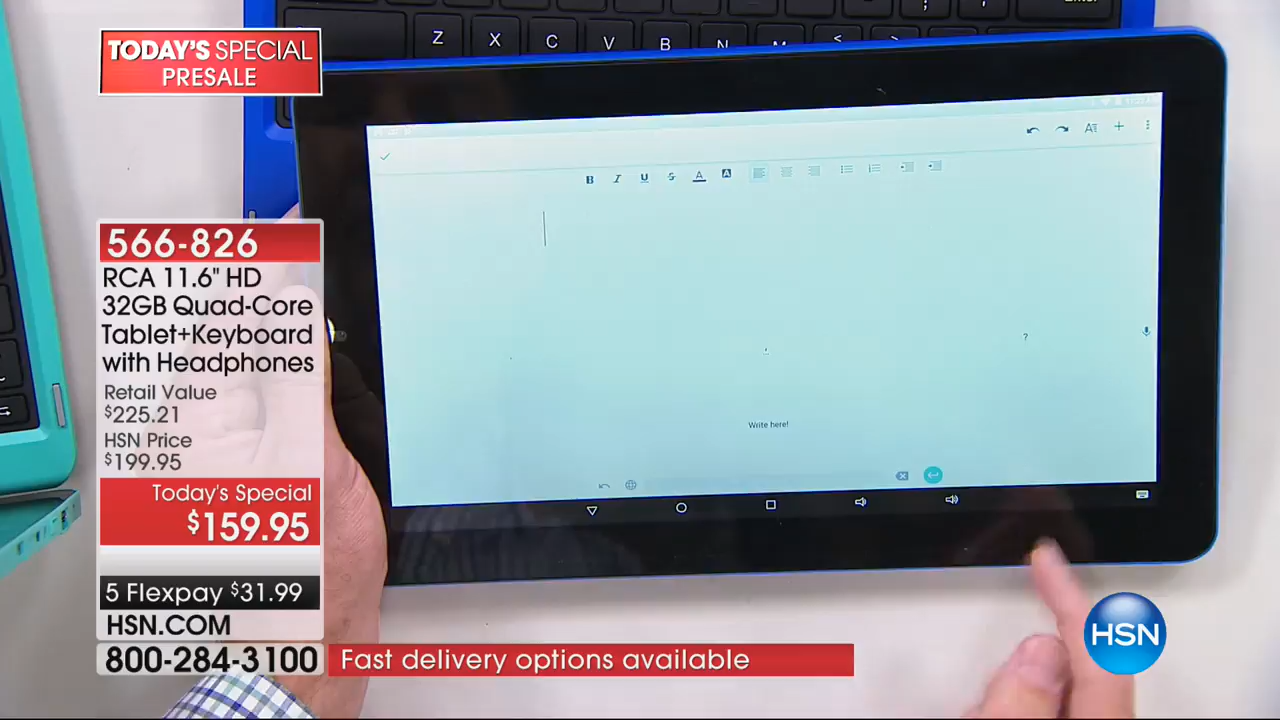 TODAY'S SPECIAL
PRESALE
566-826
RCA 11.6" HD
32GB Quad-Core
Tablet+Keyboard
with Headphones
Retail Value
$225.21
HSN Price
$199.95
Today's Special
$159.95
5 Flexpay $31.99
HSN.COM
800-284-3100
Fast delivery options available
HSN
Enter
Z X C V B N M < >
B I U S A A
?
Write here!